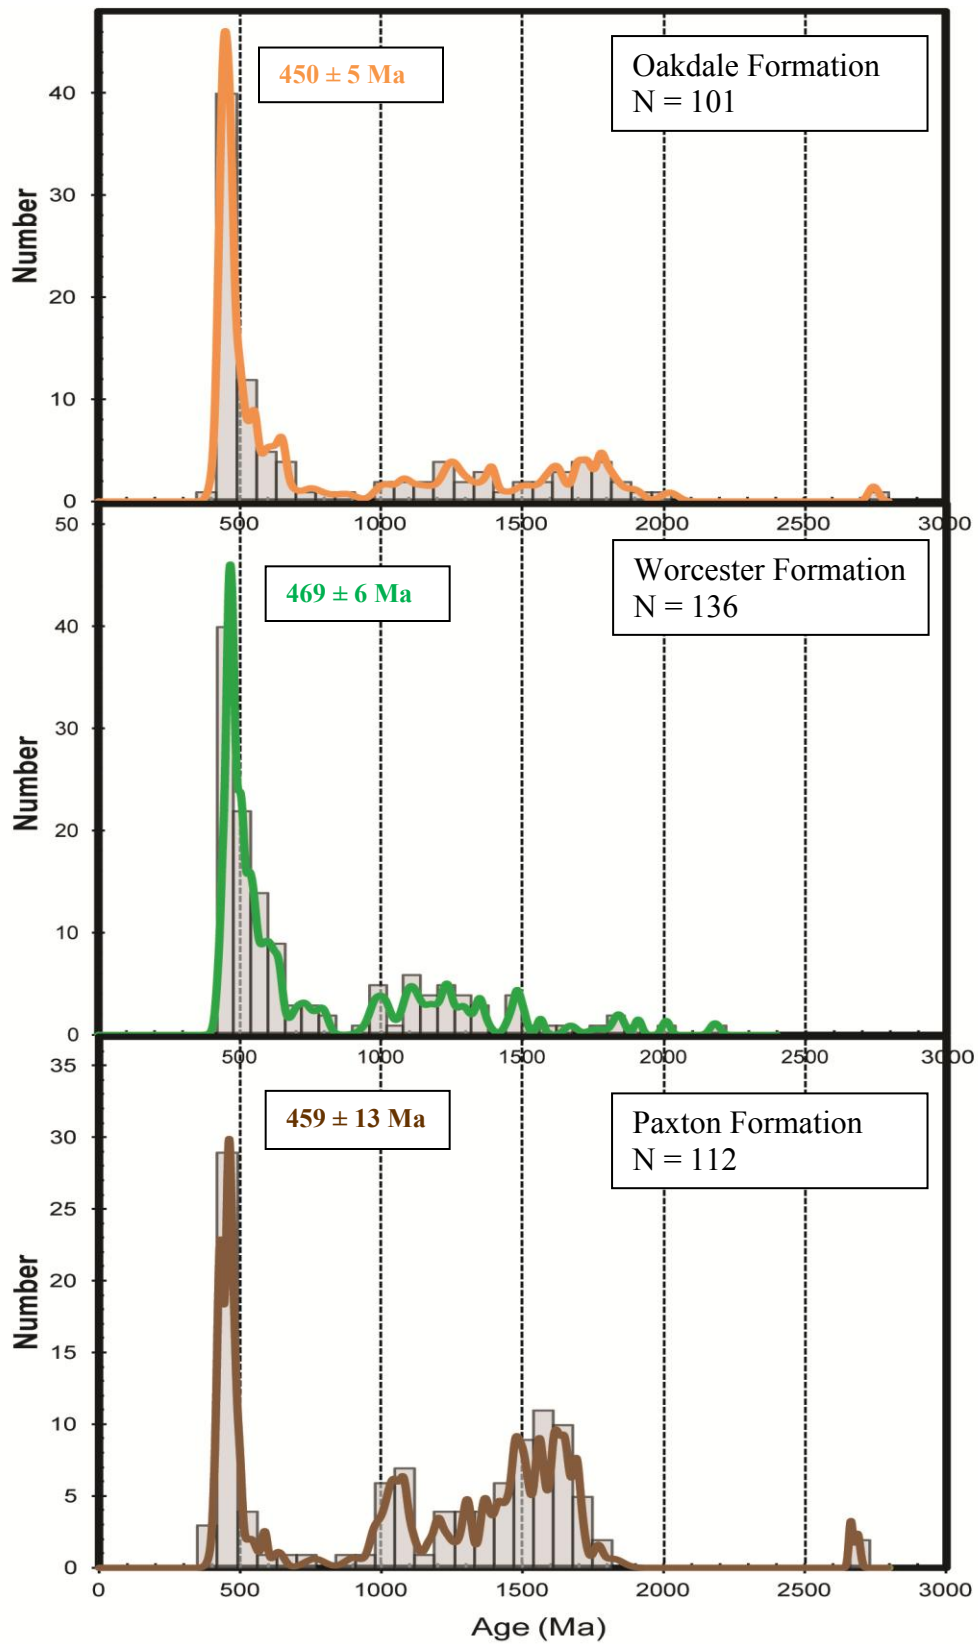 450 ± 5 Ma
Oakdale Formation
N = 101
Number
40
30
20
10
0
500
1000
1500
2000
2500
3000
469 ± 6 Ma
Worcester Formation
N = 136
Number
50
40
30
20
10
0
500
1000
1500
2000
2500
3000
459 ± 13 Ma
Paxton Formation
N = 112
Number
35
30
25
20
15
10
5
0
0
500
1000
1500
2000
2500
3000
Age (Ma)